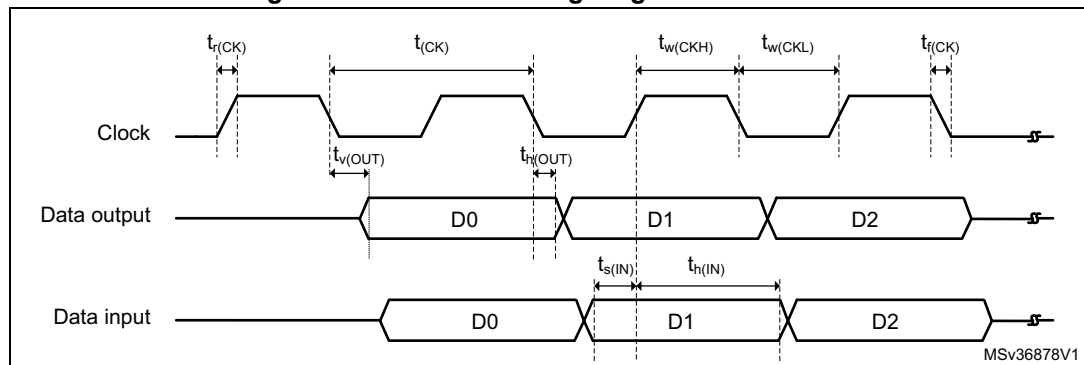 t_r(CK) t_(CK) t_w(CKH) t_w(CKL) t_f(CK)
Clock
t_v(OUT) t_h(OUT)
Data output D0 D1 D2
t_s(IN) t_h(IN)
Data input D0 D1 D2
MSv36878V1